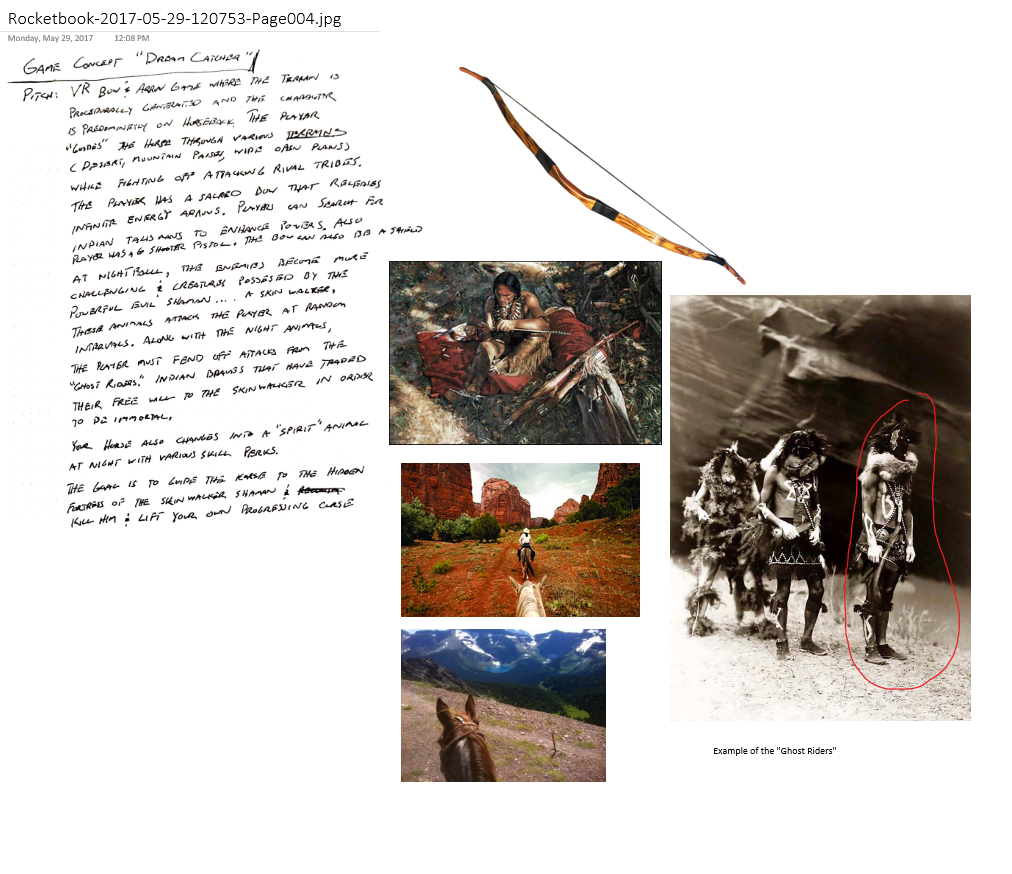 Rocketbook-2017-05-29-120753-Page004.jpg
Monday, May 29, 2017 12:08 PM
GAME CONCEPT "DREAM CATCHER"
PITCH: VR BOW & ARROW GAME WHERE THE TERRAIN IS
PROCEDURALLY GENERATED AND THE CHARACTER
IS PREDOMINETLY ON HORSEBACK. THE PLAYER
"GUIDES" THE HORSE THROUGH VARIOUS TERRAINS
(DESSERT, MOUNTAIN PASSES, WIDE OPEN PLAINS)
WHILE FIGHTING OFF ATTACKING RIVAL TRIBES.
THE PLAYER HAS A SACRED BOW THAT RELEASES
INFINITE ENERGY ARROWS. PLAYERS CAN SEARCH FOR
INDIAN TALISMANS TO ENHANCE POWERS. ALSO
PLAYER HAS A 6 SHOOTER PISTOL. THE BOW CAN ALSO BE A SHIELD
AT NIGHTFALL, THE ENEMIES BECOME MORE
CHALLENGING & CREATURES POSSESSED BY THE
POWERFUL EVIL SHAMAN... A SKIN WALKER.
THESE ANIMALS ATTACK THE PLAYER AT RANDOM
INTERVALS. ALONG WITH THE NIGHT ANIMALS,
THE PLAYER MUST FEND OFF ATTACKS FROM THE
"GHOST RIDERS." INDIAN BRAVES THAT HAVE TRADED
THEIR FREE WILL TO THE SKINWALKER IN ORDER
TO BE IMMORTAL.
YOUR HORSE ALSO CHANGES INTO A "SPIRIT" ANIMAL
AT NIGHT WITH VARIOUS SKILL PERKS.
THE GOAL IS TO GUIDE THE HORSE TO THE HIDDEN
FORTRESS OF THE SKINWALKER SHAMAN &
KILL HIM & LIFT YOUR OWN PROGRESSING CURSE
Example of the "Ghost Riders"